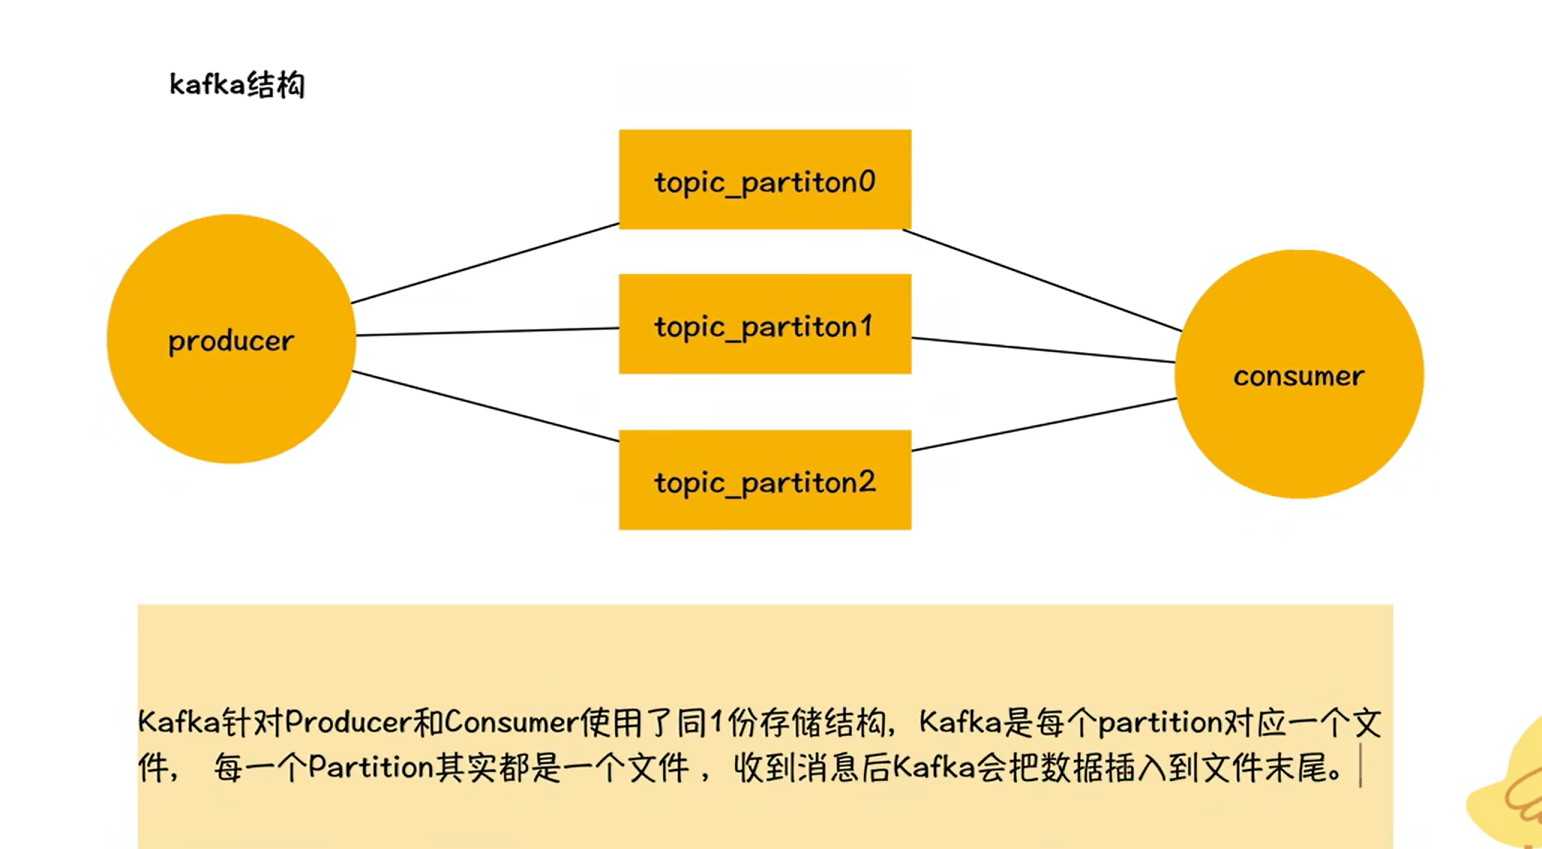 kafka结构
topic_partiton0
topic_partiton1
producer
consumer
topic_partiton2
Kafka针对Producer和Consumer使用了同1份存储结构，Kafka是每个partition对应一个文
件， 每一个Partition其实都是一个文件 ，收到消息后Kafka会把数据插入到文件末尾。